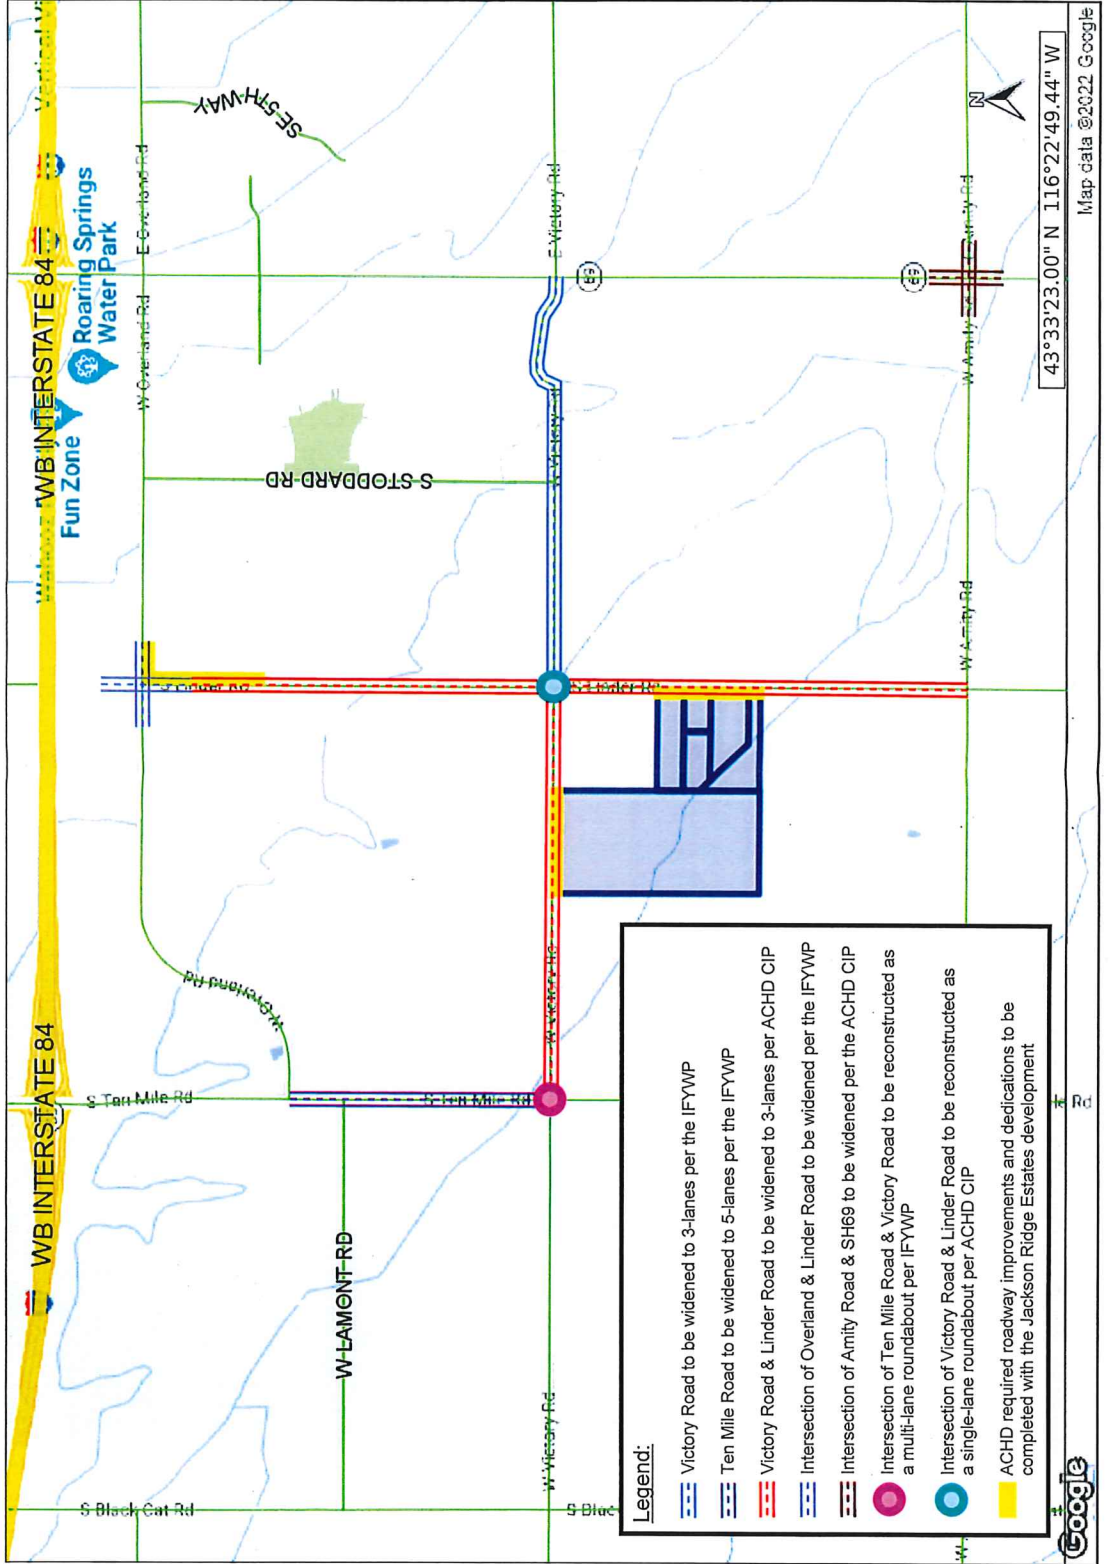 WB INTERSTATE 84
WB INTERSTATE 84
Fun Zone
Roaring Springs
Water Park
S Ten Mile Rd
W Overland Rd
W Overland Rd
E Overland Rd
SE 5TH WAY
S STODDARD RD
S Black Cat Rd
W LAMONT RD
S Ten Mile Rd
S Linder Rd
W Victory Rd
W Victory Rd
E Victory Rd
69
69
W Amity Rd
W Amity
Rd
N
Legend:
Victory Road to be widened to 3-lanes per the IFYWP
Ten Mile Road to be widened to 5-lanes per the IFYWP
Victory Road & Linder Road to be widened to 3-lanes per ACHD CIP
Intersection of Overland & Linder Road to be widened per the IFYWP
Intersection of Amity Road & SH69 to be widened per the ACHD CIP
Intersection of Ten Mile Road & Victory Road to be reconstructed as
a multi-lane roundabout per IFYWP
Intersection of Victory Road & Linder Road to be reconstructed as
a single-lane roundabout per ACHD CIP
ACHD required roadway improvements and dedications to be
completed with the Jackson Ridge Estates development
43°33'23.00" N 116°22'49.44" W
Google
Map data ©2022 Google